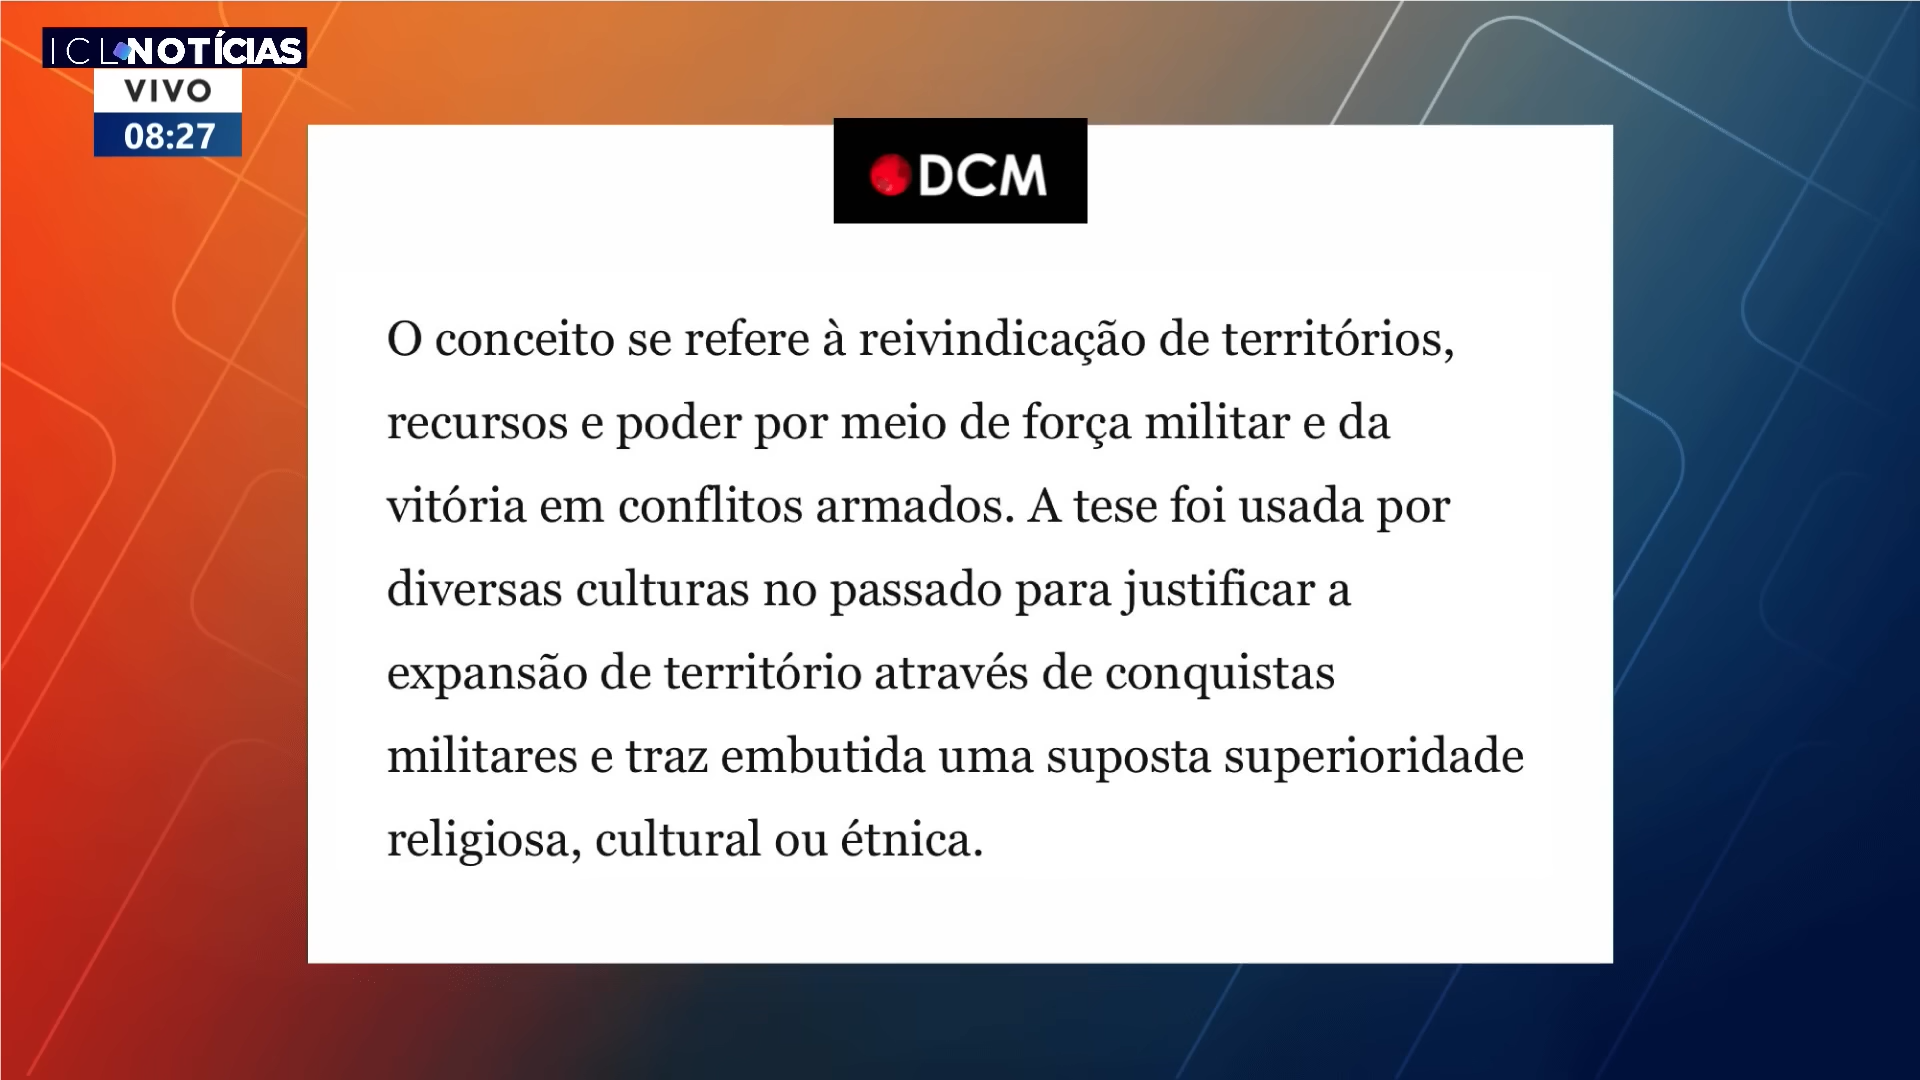 ICL NOTÍCIAS
VIVO
08:27
DCM
O conceito se refere à reivindicação de territórios,
recursos e poder por meio de força militar e da
vitória em conflitos armados. A tese foi usada por
diversas culturas no passado para justificar a
expansão de território através de conquistas
militares e traz embutida uma suposta superioridade
religiosa, cultural ou étnica.